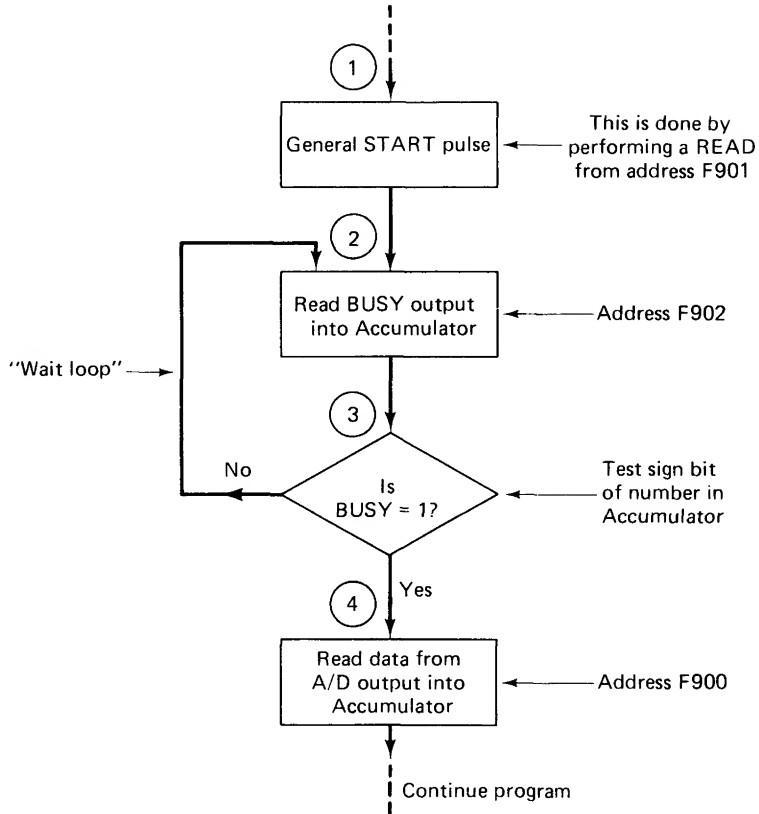 1
General START pulse
This is done by
performing a READ
from address F901
2
Read BUSY output
into Accumulator
Address F902
''Wait loop''
3
No
Is
BUSY = 1?
Test sign bit
of number in
Accumulator
Yes
4
Read data from
A/D output into
Accumulator
Address F900
Continue program